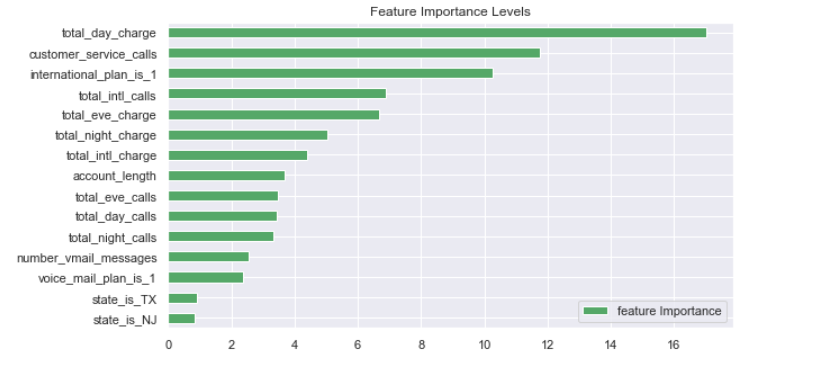 Feature Importance Levels
total_day_charge
customer_service_calls
international_plan_is_1
total_intl_calls
total_eve_charge
total_night_charge
total_intl_charge
account_length
total_eve_calls
total_day_calls
total_night_calls
number_vmail_messages
voice_mail_plan_is_1
state_is_TX
state_is_NJ
feature Importance
0 2 4 6 8 10 12 14 16